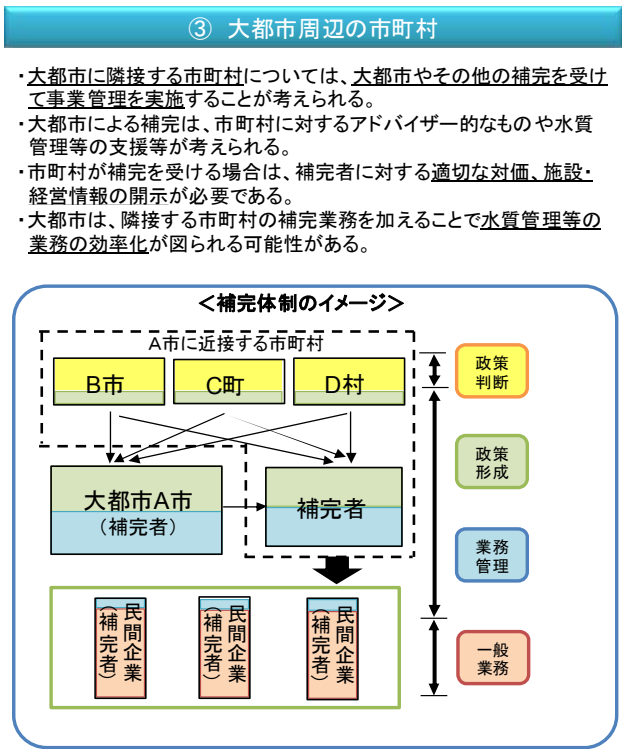 ③ 大都市周辺の市町村
・大都市に隣接する市町村については、大都市やその他の補完を受け
て事業管理を実施することが考えられる。
・大都市による補完は、市町村に対するアドバイザー的なものや水質
管理等の支援等が考えられる。
・市町村が補完を受ける場合は、補完者に対する適切な対価、施設・
経営情報の開示が必要である。
・大都市は、隣接する市町村の補完業務を加えることで水質管理等の
業務の効率化が図られる可能性がある。
＜補完体制のイメージ＞
A市に近接する市町村
B市
C町
D村
政策
判断
大都市A市
（補完者）
補完者
政策
形成
業務
管理
民間企業
（補完者）
民間企業
（補完者）
民間企業
（補完者）
一般
業務